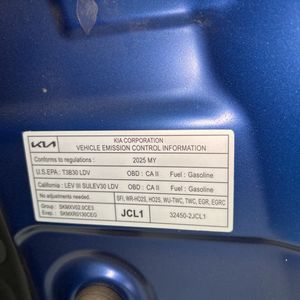 KIA CORPORATION
KIA VEHICLE EMISSION CONTROL INFORMATION
Conforms to regulations : 2025 MY
U.S.EPA : T3B30 LDV OBD : CA II Fuel : Gasoline
California : LEV III SULEV30 LDV OBD : CA II Fuel : Gasoline
No adjustments needed. SFI, WR-HO2S, HO2S, WU-TWC, TWC, EGR, EGRC
Group : SKMXV02.0CE3
Evap. : SKMXR0130CEG JCL1 32450-2JCL1